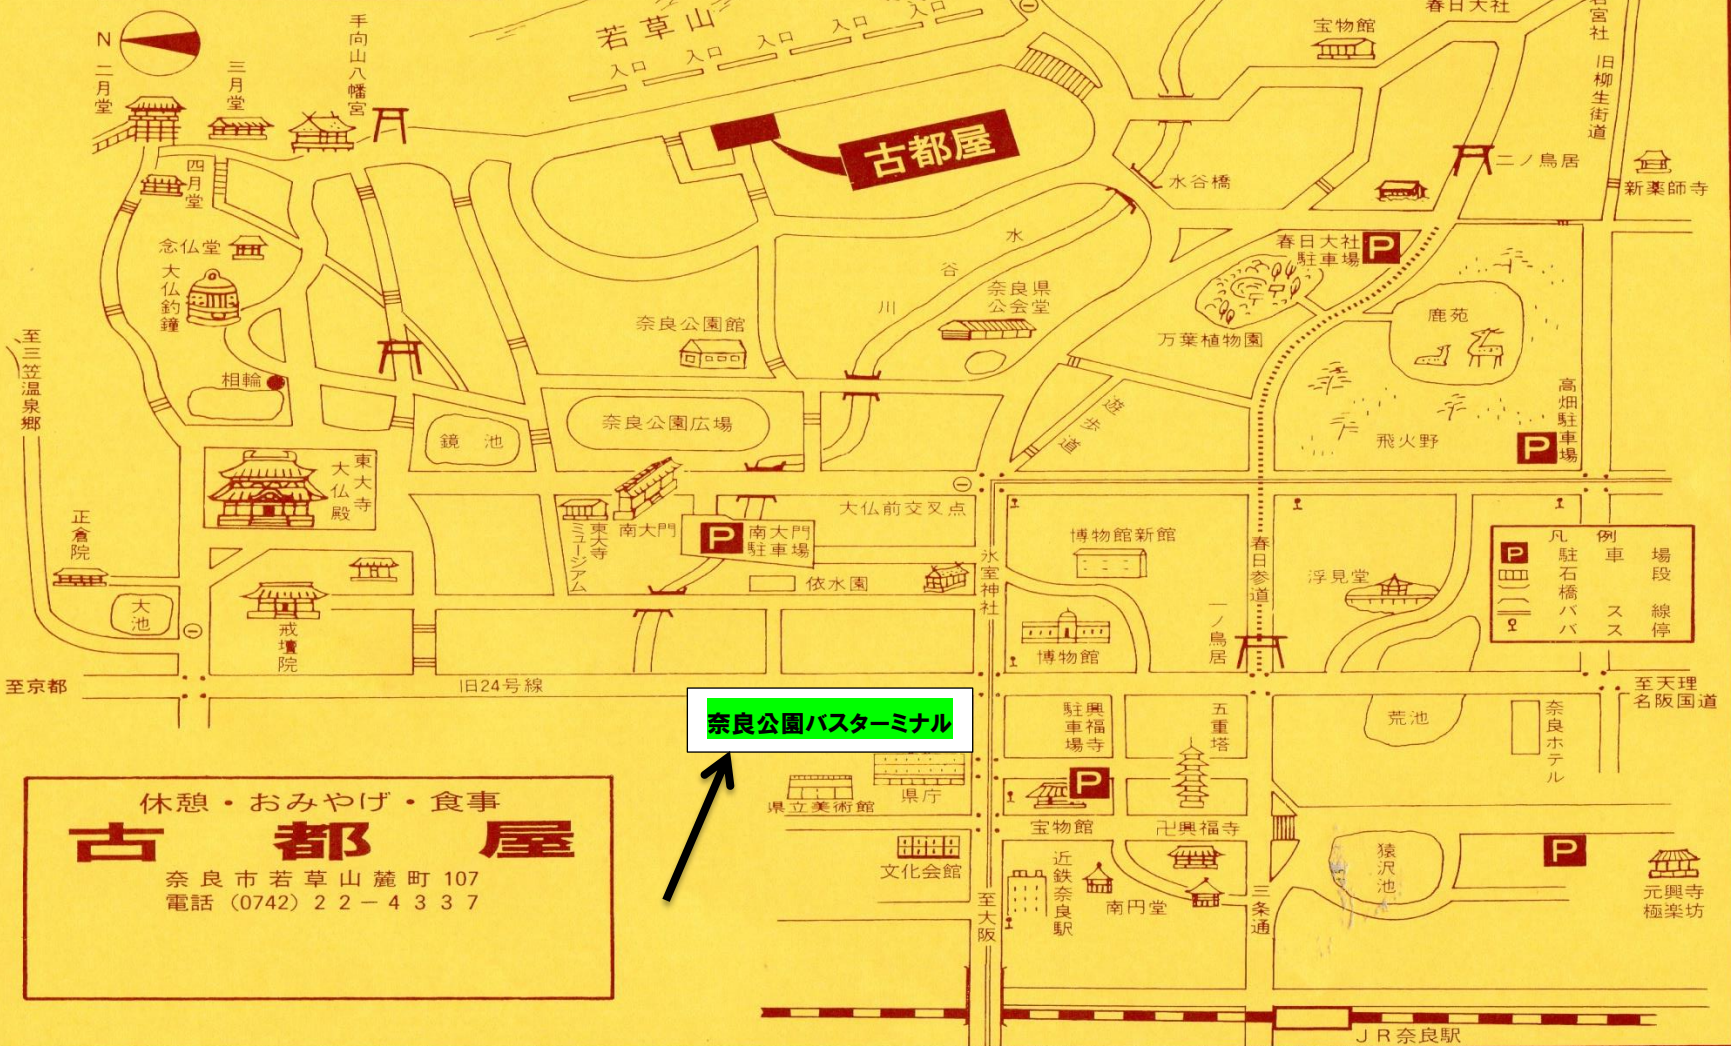 N
二月堂
三月堂
手向山八幡宮
若草山
入口
入口
入口
入口
入口
宝物館
春日大社
若宮社
旧柳生街道
古都屋
水谷橋
二ノ鳥居
新薬師寺
四月堂
念仏堂
大仏釣鐘
水谷川
春日大社
駐車場
P
奈良県
公会堂
奈良公園館
万葉植物園
鹿苑
至三笠温泉郷
相輪
鏡池
奈良公園広場
遊歩道
飛火野
高畑駐車場
P
東大寺
大仏殿
正倉院
東大寺
ミュージアム
南大門
P
南大門
駐車場
大仏前交叉点
博物館新館
春日参道
凡例
P 駐車場
石段
橋
バス線
バス停
依水園
氷室神社
浮見堂
大池
戒壇院
博物館
一ノ鳥居
至京都
旧24号線
至天理
名阪国道
奈良公園バスターミナル
興福寺
駐車場
五重塔
荒池
奈良ホテル
県立美術館
県庁
P
宝物館
卍興福寺
文化会館
近鉄奈良駅
南円堂
三条通
猿沢池
P
元興寺
極楽坊
至大阪
休憩・おみやげ・食事
古都屋
奈良市若草山麓町107
電話 (0742) 22-4337
JR奈良駅